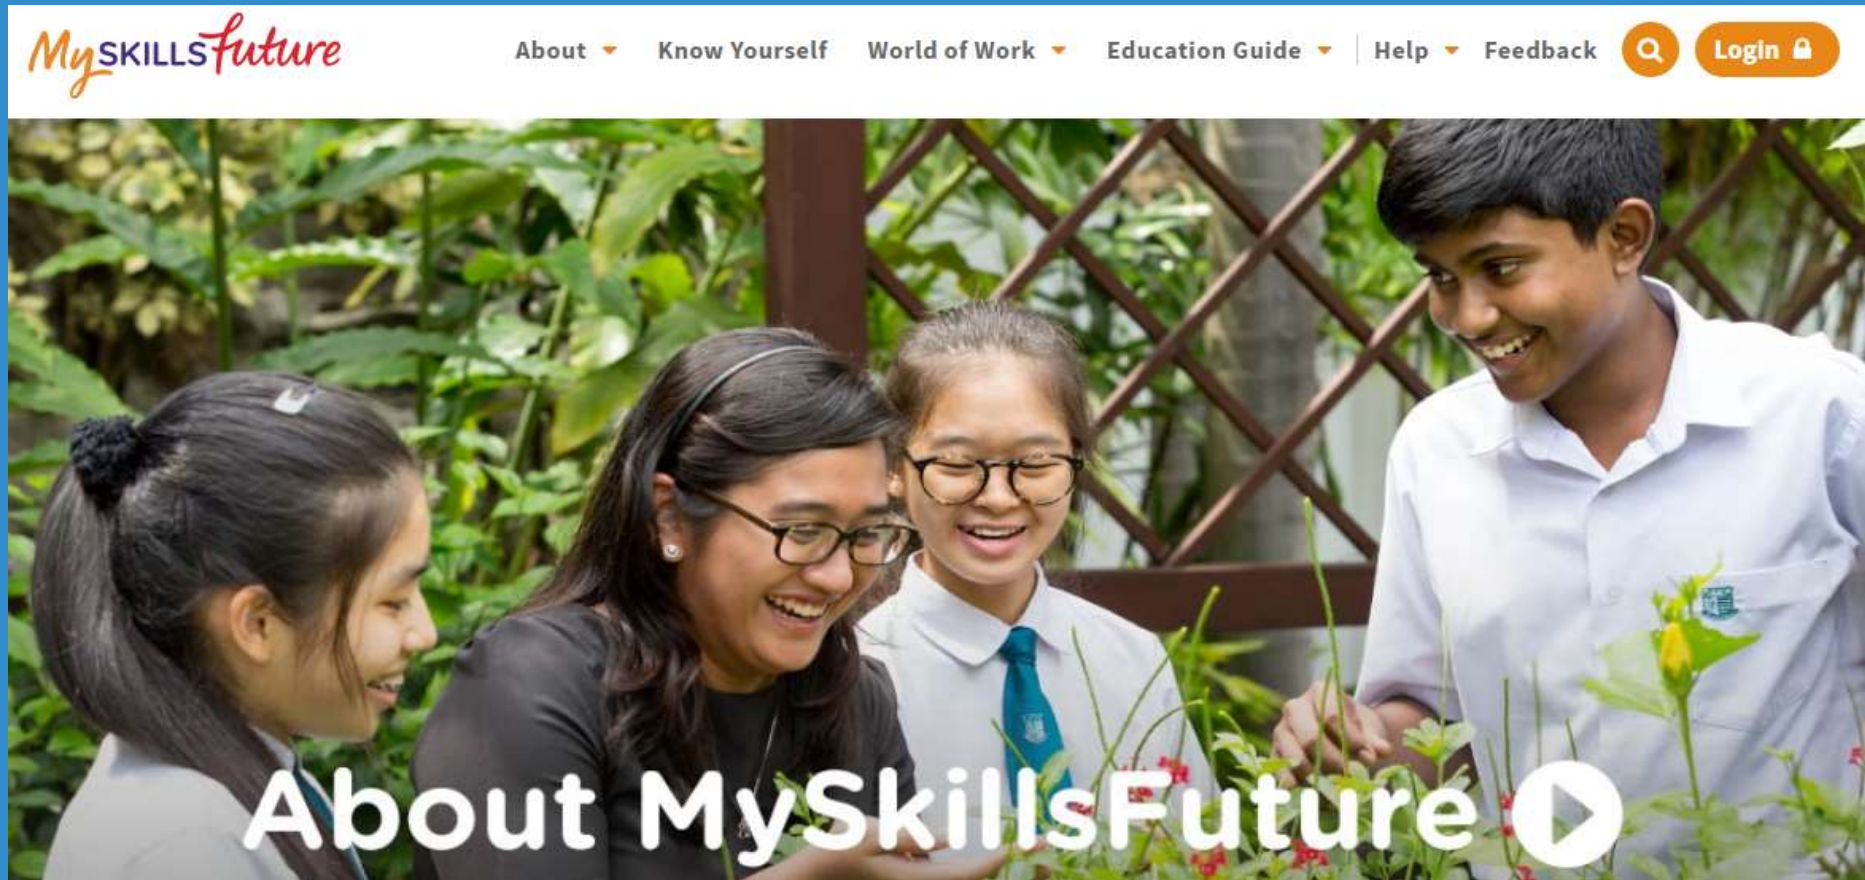 MySKILLSfuture
About Know Yourself World of Work Education Guide Help Feedback Login
About MySkillsFuture